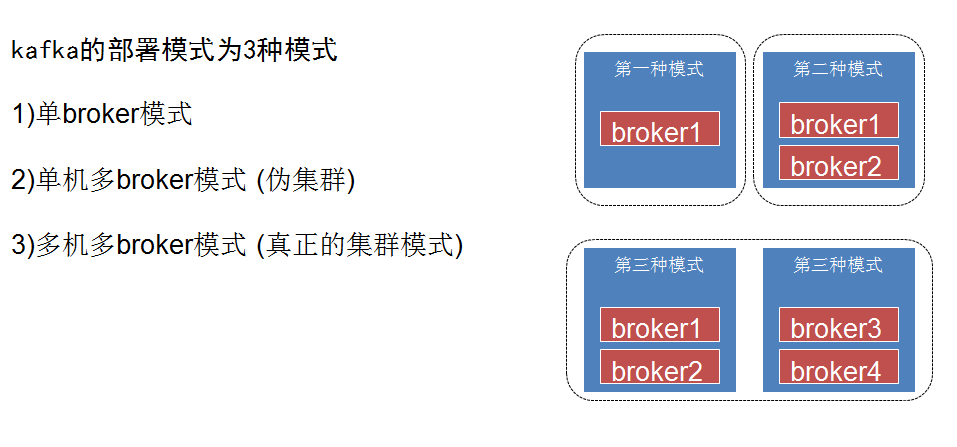 kafka的部署模式为3种模式
1)单broker模式
2)单机多broker模式 (伪集群)
3)多机多broker模式 (真正的集群模式)
第一种模式
broker1
第二种模式
broker1
broker2
第三种模式
broker1
broker2
第三种模式
broker3
broker4